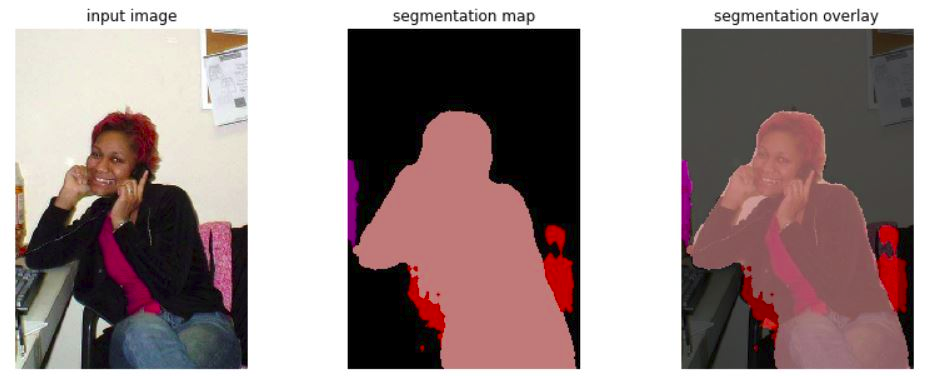 input image
segmentation map
segmentation overlay